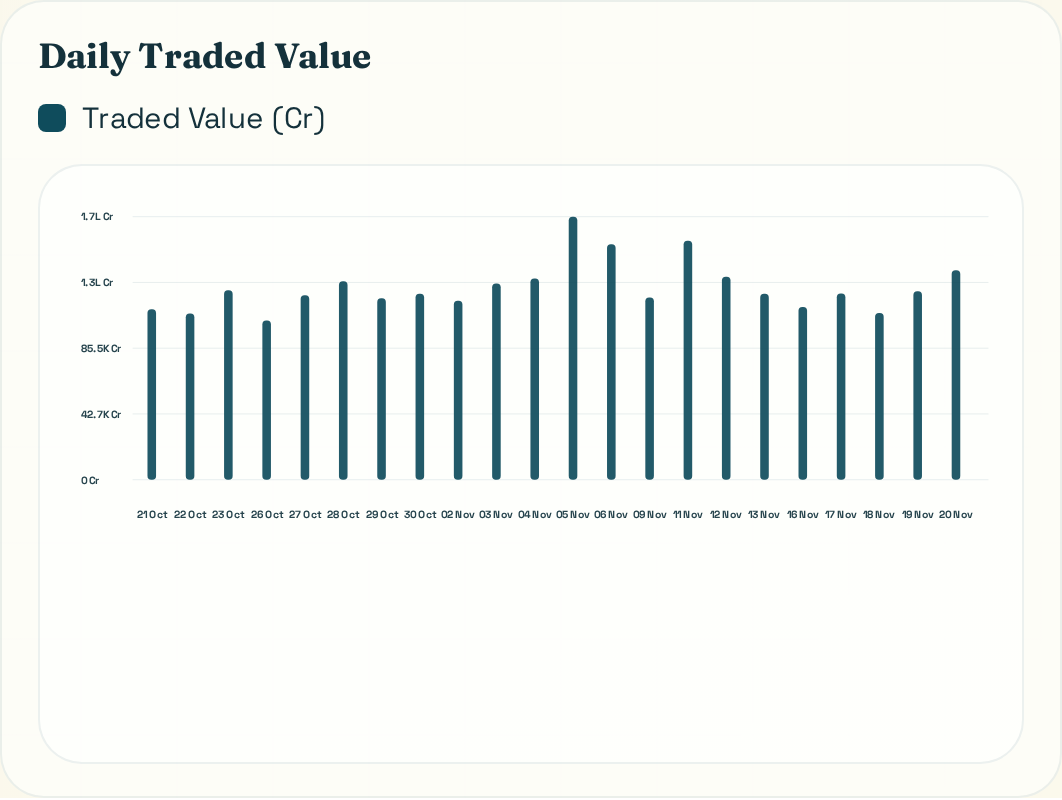 Daily Traded Value
Traded Value (Cr)
1.7L Cr
1.3L Cr
85.5K Cr
42.7K Cr
0 Cr
21 Oct 22 Oct 23 Oct 26 Oct 27 Oct 28 Oct 29 Oct 30 Oct 02 Nov 03 Nov 04 Nov 05 Nov 06 Nov 09 Nov 11 Nov 12 Nov 13 Nov 16 Nov 17 Nov 18 Nov 19 Nov 20 Nov